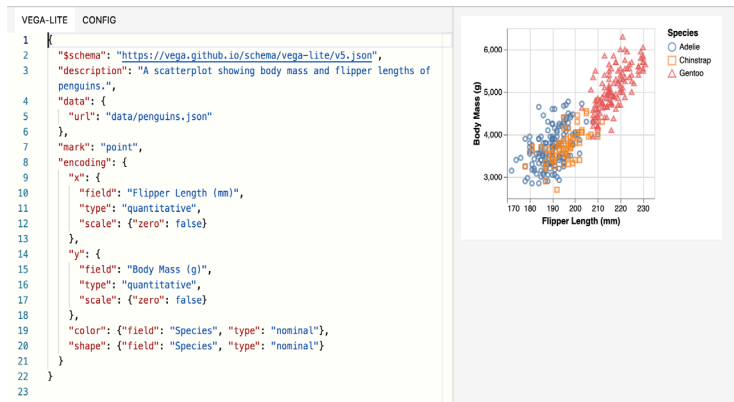 VEGA-LITE CONFIG
1 {
2 "$schema": "https://vega.github.io/schema/vega-lite/v5.json",
3 "description": "A scatterplot showing body mass and flipper lengths of
penguins.",
4 "data": {
5 "url": "data/penguins.json"
6 },
7 "mark": "point",
8 "encoding": {
9 "x": {
10 "field": "Flipper Length (mm)",
11 "type": "quantitative",
12 "scale": {"zero": false}
13 },
14 "y": {
15 "field": "Body Mass (g)",
16 "type": "quantitative",
17 "scale": {"zero": false}
18 },
19 "color": {"field": "Species", "type": "nominal"},
20 "shape": {"field": "Species", "type": "nominal"}
21 }
22 }
23
Species
Adelie
Chinstrap
Gentoo
Body Mass (g)
6,000
5,000
4,000
3,000
170 180 190 200 210 220 230
Flipper Length (mm)